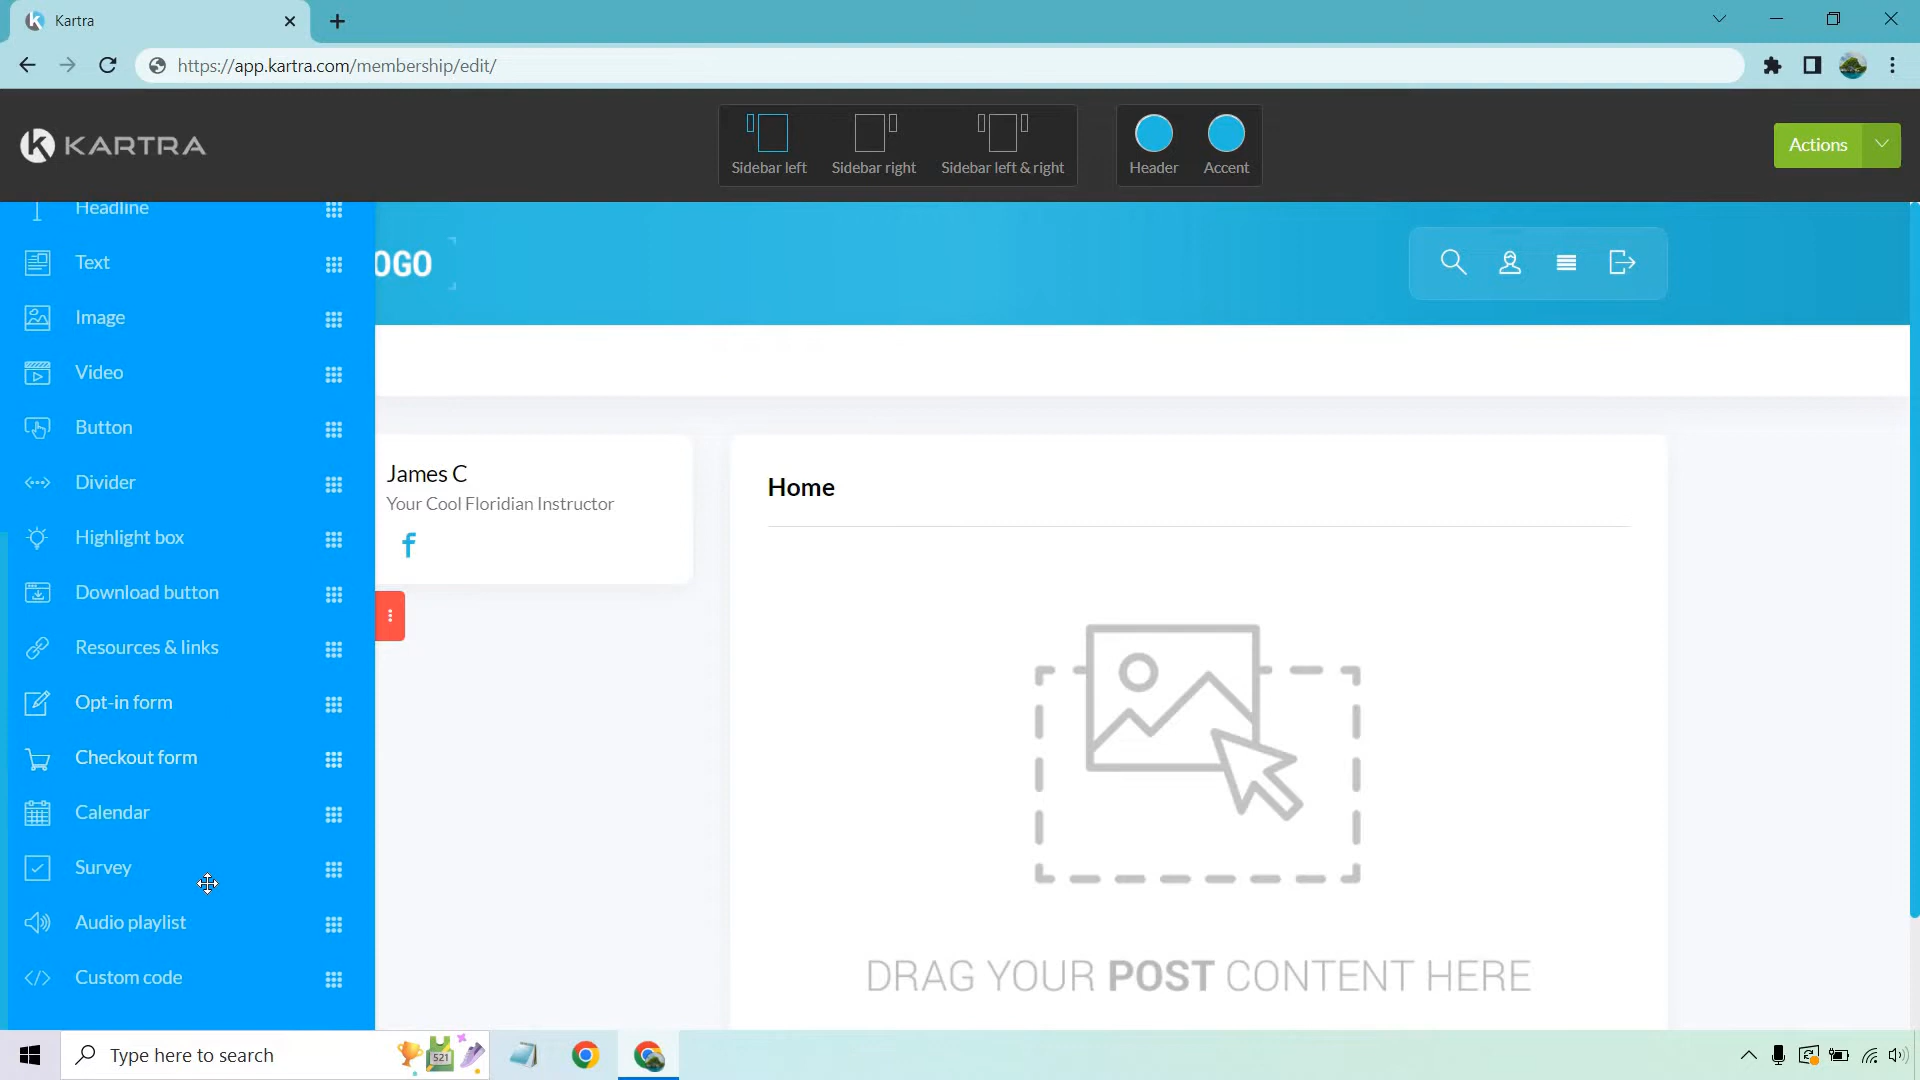 Kartra
https://app.kartra.com/membership/edit/
KARTRA
Sidebar left
Sidebar right
Sidebar left & right
Header
Accent
Actions
Headline
Text
Image
Video
Button
Divider
Highlight box
Download button
Resources & links
Opt-in form
Checkout form
Calendar
Survey
Audio playlist
Custom code
OGO
James C
Your Cool Floridian Instructor
Home
DRAG YOUR POST CONTENT HERE
Type here to search
521